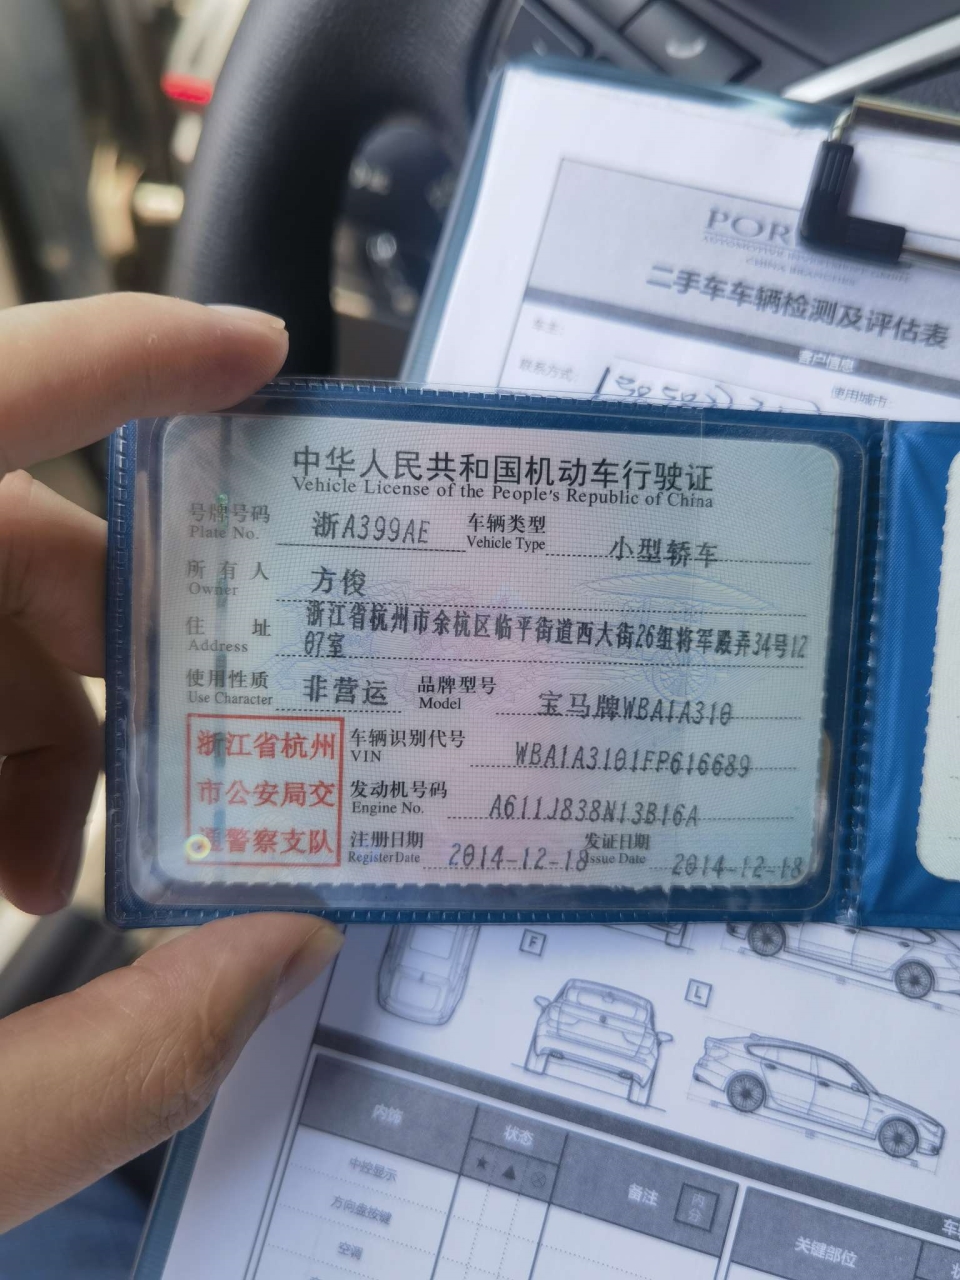 POR
二手车车辆检测及评估表
客户信息
车主:
联系方式:
使用城市:
中华人民共和国机动车行驶证
Vehicle License of the People's Republic of China
号牌号码 浙A399AE 车辆类型 小型轿车
Plate No. Vehicle Type
所有人 方俊
Owner
住址 浙江省杭州市余杭区临平街道西大街26组将军殿弄34号12
Address 07室
使用性质 非营运 品牌型号 宝马牌WBA1A310
Use Character Model
浙江省杭州
市公安局交
通警察支队
车辆识别代号 WBA1A3101FP616689
VIN
发动机号码 A611J838N13B16A
Engine No.
注册日期 2014-12-18 发证日期 2014-12-18
Register Date Issue Date
F
L
内饰 状态 备注 内分
中控显示
方向盘按键
空调
关键部位